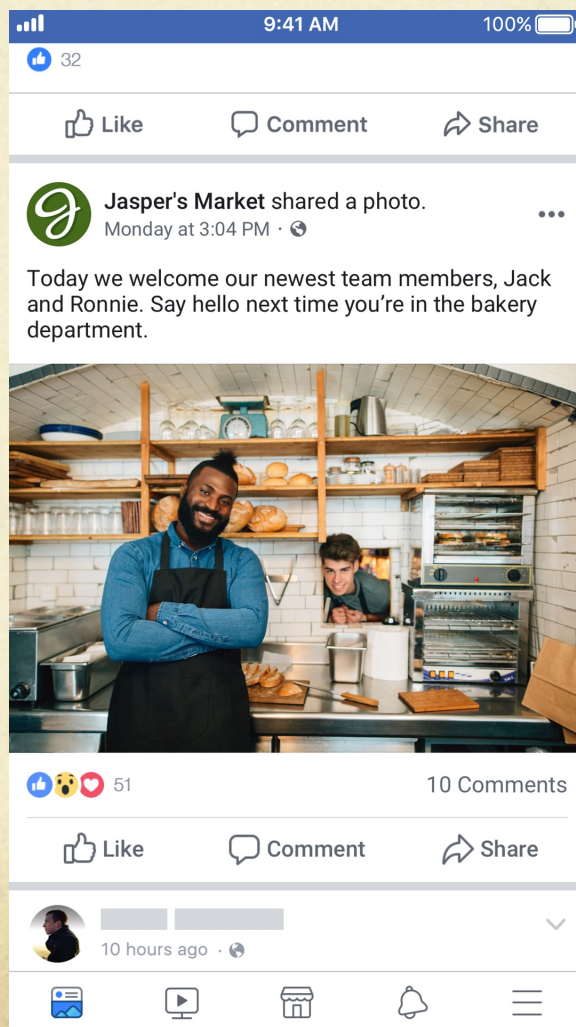 9:41 AM 100%
32
Like Comment Share
Jasper's Market shared a photo.
Monday at 3:04 PM ·
Today we welcome our newest team members, Jack
and Ronnie. Say hello next time you’re in the bakery
department.
51 10 Comments
Like Comment Share
10 hours ago ·